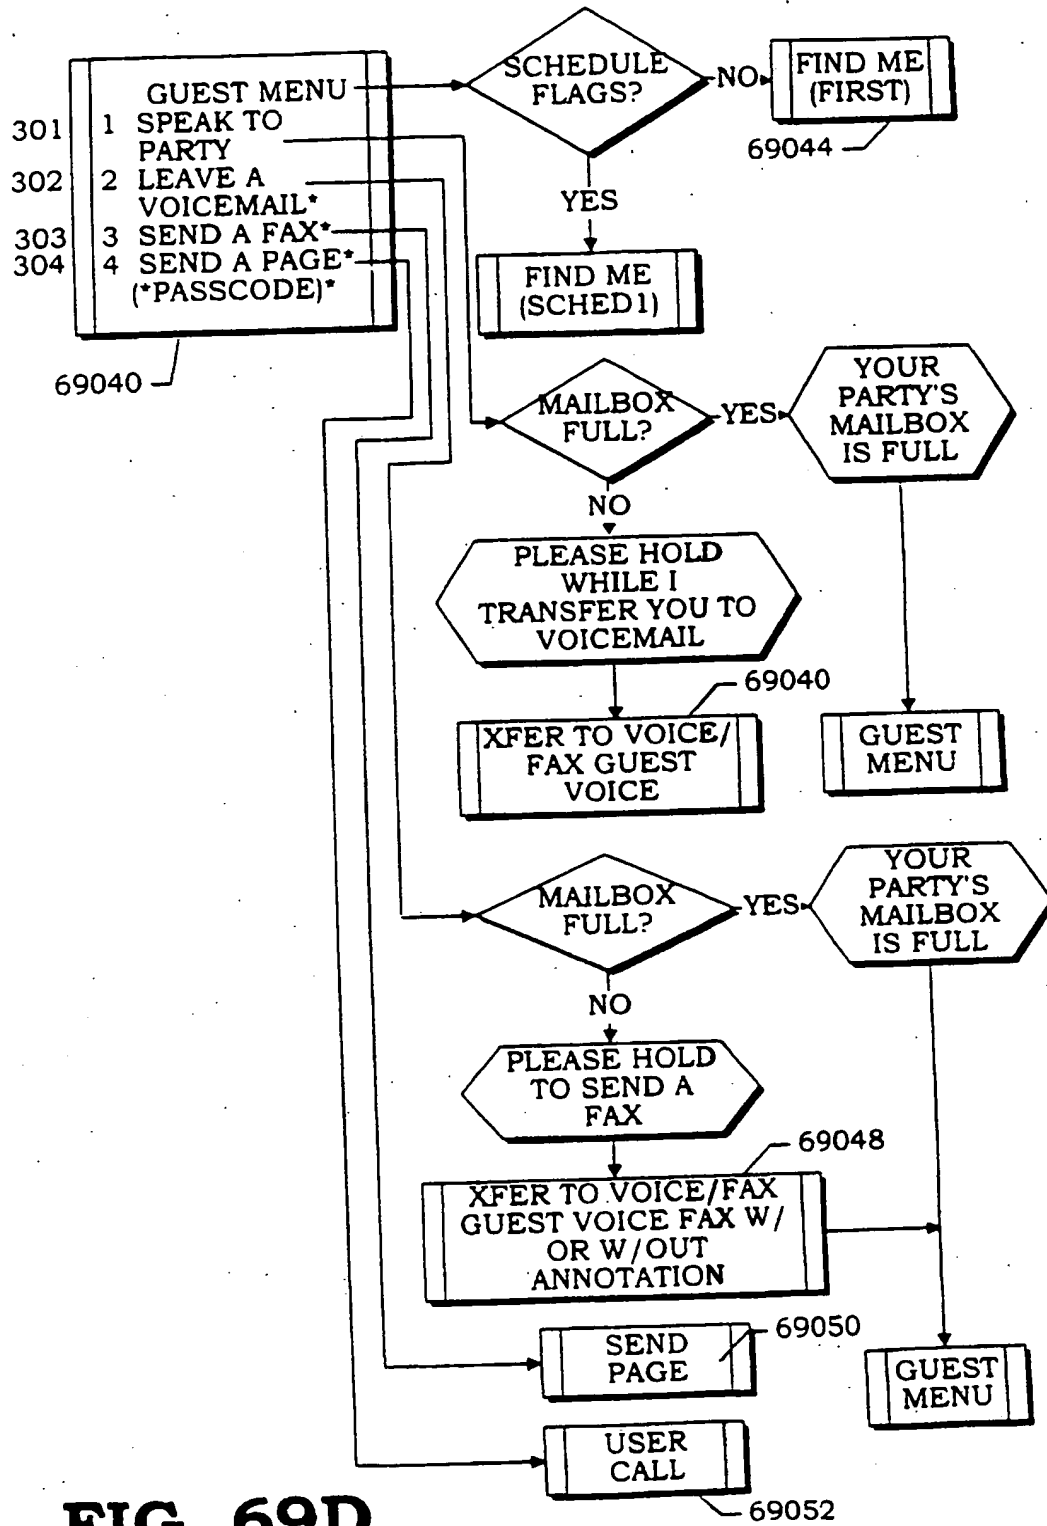 GUEST MENU
301 1 SPEAK TO
PARTY
302 2 LEAVE A
VOICEMAIL*
303 3 SEND A FAX*
304 4 SEND A PAGE*
(*PASSCODE)*
69040
SCHEDULE
FLAGS?
NO
FIND ME
(FIRST)
69044
YES
FIND ME
(SCHED1)
MAILBOX
FULL?
YES
YOUR
PARTY'S
MAILBOX
IS FULL
NO
PLEASE HOLD
WHILE I
TRANSFER YOU TO
VOICEMAIL
69040
XFER TO VOICE/
FAX GUEST
VOICE
GUEST
MENU
MAILBOX
FULL?
YES
YOUR
PARTY'S
MAILBOX
IS FULL
NO
PLEASE HOLD
TO SEND A
FAX
69048
XFER TO VOICE/FAX
GUEST VOICE FAX W/
OR W/OUT
ANNOTATION
SEND
PAGE
69050
GUEST
MENU
USER
CALL
69052
FIG. 69D